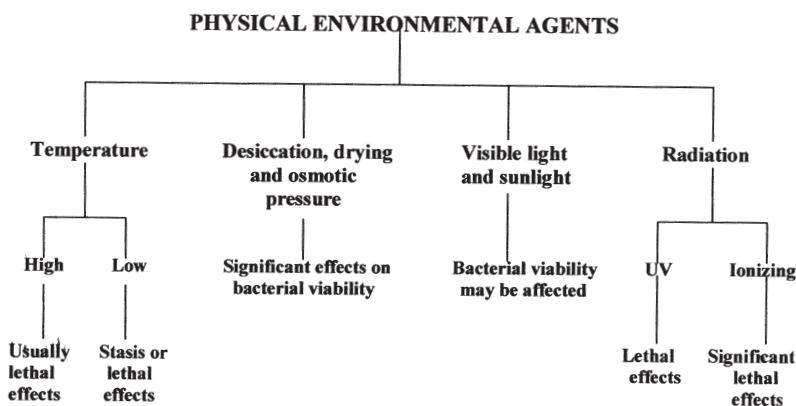 PHYSICAL ENVIRONMENTAL AGENTS
Temperature
Desiccation, drying
and osmotic
pressure
Visible light
and sunlight
Radiation
High
Low
Significant effects on
bacterial viability
Bacterial viability
may be affected
UV
Ionizing
Usually
lethal
effects
Stasis or
lethal
effects
Lethal
effects
Significant
lethal
effects